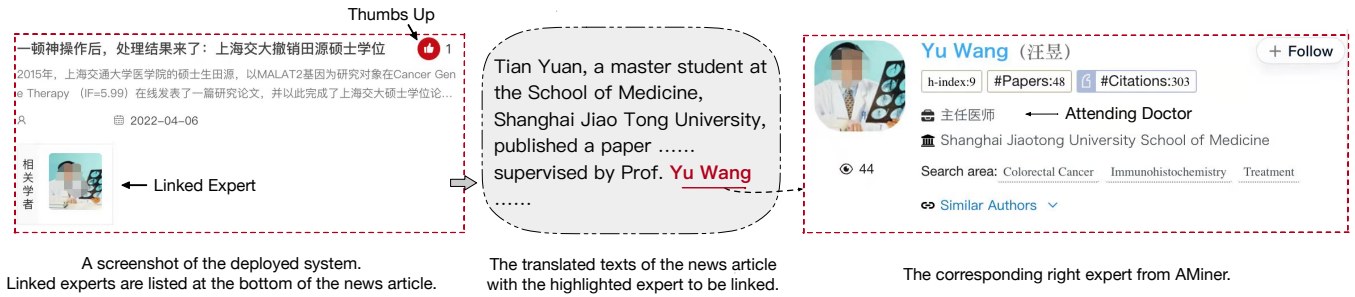 Thumbs Up
一顿神操作后，处理结果来了：上海交大撤销田源硕士学位
1
2015年，上海交通大学医学院的硕士生田源，以MALAT2基因为研究对象在Cancer Gen
e Therapy （IF=5.99）在线发表了一篇研究论文，并以此完成了上海交大硕士学位论…
2022-04-06
相关学者
Linked Expert
A screenshot of the deployed system.
Linked experts are listed at the bottom of the news article.
Tian Yuan, a master student at
the School of Medicine,
Shanghai Jiao Tong University,
published a paper ……
supervised by Prof. Yu Wang
……
The translated texts of the news article
with the highlighted expert to be linked.
Yu Wang（汪昱）
+ Follow
h-index:9 #Papers:48 #Citations:303
主任医师
Attending Doctor
Shanghai Jiaotong University School of Medicine
44
Search area: Colorectal Cancer Immunohistochemistry Treatment
Similar Authors
The corresponding right expert from AMiner.